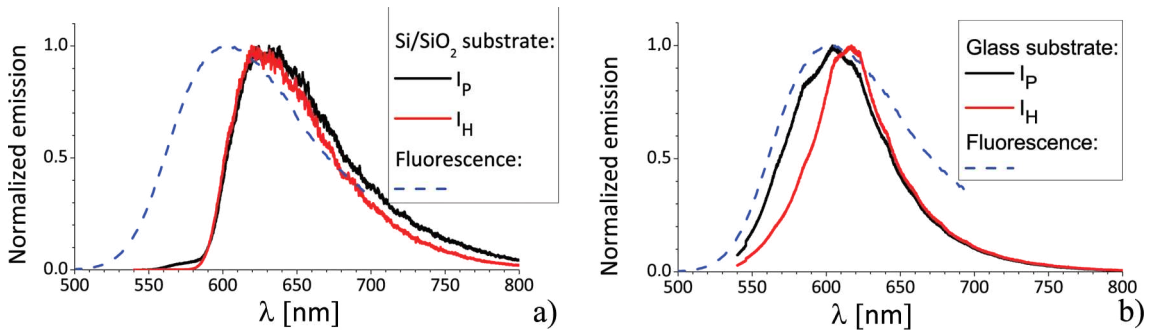 Normalized emission
1.0
0.5
0.0
500
550
600
650
700
750
800
λ [nm]
Si/SiO2 substrate:
IP
IH
Fluorescence:
a)
Normalized emission
1.0
0.5
0.0
500
550
600
650
700
750
800
λ [nm]
Glass substrate:
IP
IH
Fluorescence:
b)